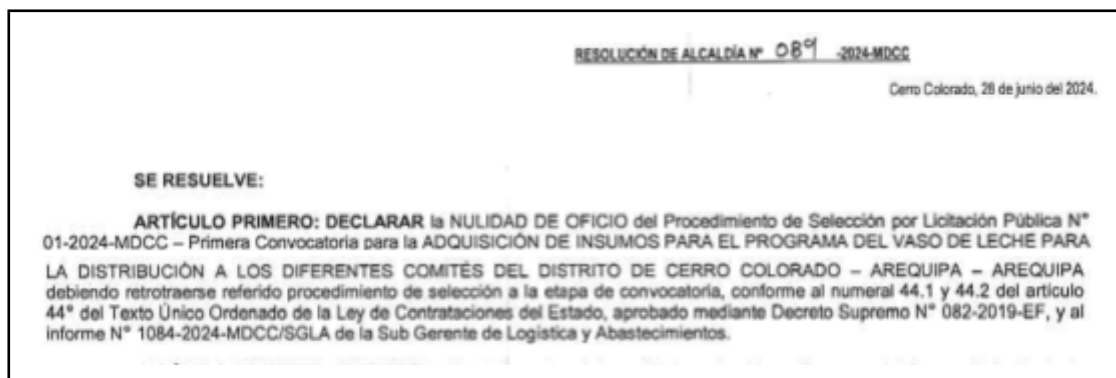 RESOLUCIÓN DE ALCALDÍA N° 089 -2024-MDCC
Cerro Colorado, 28 de junio del 2024.
SE RESUELVE:
ARTÍCULO PRIMERO: DECLARAR la NULIDAD DE OFICIO del Procedimiento de Selección por Licitación Pública N°
01-2024-MDCC – Primera Convocatoria para la ADQUISICIÓN DE INSUMOS PARA EL PROGRAMA DEL VASO DE LECHE PARA
LA DISTRIBUCIÓN A LOS DIFERENTES COMITÉS DEL DISTRITO DE CERRO COLORADO – AREQUIPA – AREQUIPA
debiendo retrotraerse referido procedimiento de selección a la etapa de convocatoria, conforme al numeral 44.1 y 44.2 del artículo
44° del Texto Único Ordenado de la Ley de Contrataciones del Estado, aprobado mediante Decreto Supremo N° 082-2019-EF, y al
informe N° 1084-2024-MDCC/SGLA de la Sub Gerente de Logística y Abastecimientos.